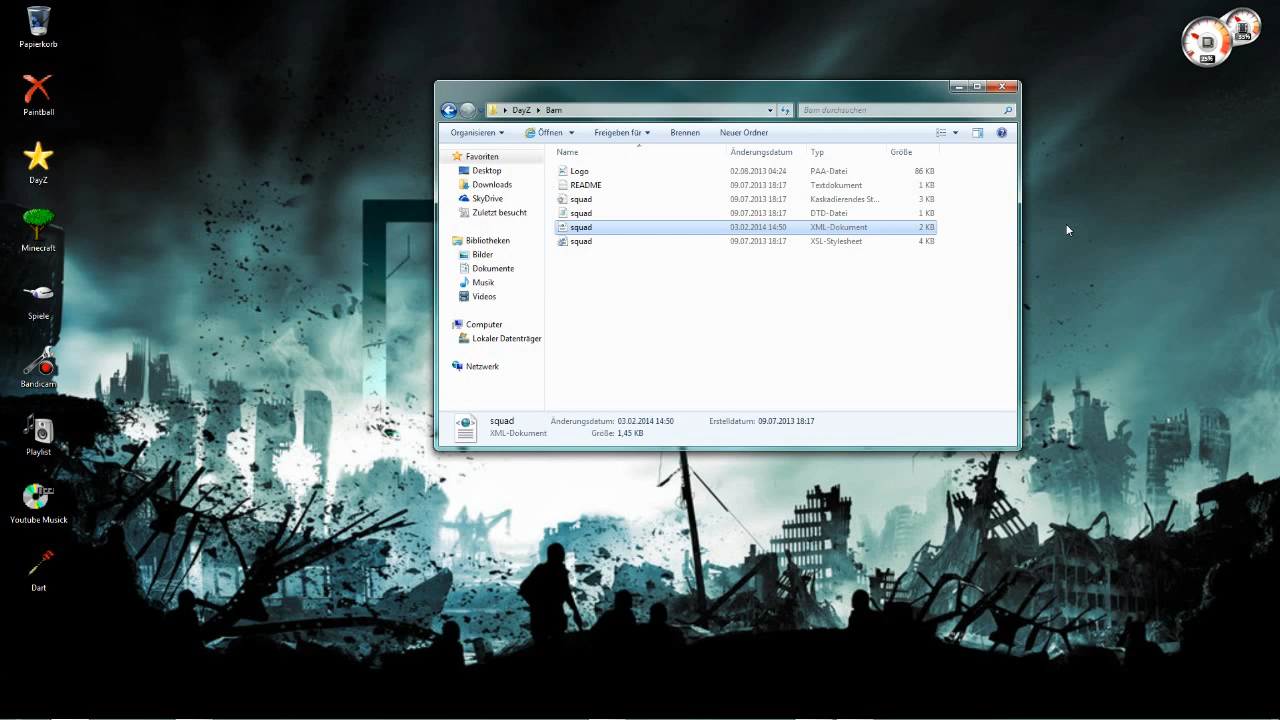 Papierkorb
Paintball
DayZ
Minecraft
Spiele
Bandicam
Playlist
Youtube Musick
Dart
25%
33%
DayZ Bam
Bam durchsuchen
Organisieren Öffnen Freigeben für Brennen Neuer Ordner
Favoriten
Desktop
Downloads
SkyDrive
Zuletzt besucht
Bibliotheken
Bilder
Dokumente
Musik
Videos
Computer
Lokaler Datenträger
Netzwerk
Name Änderungsdatum Typ Größe
Logo 02.08.2013 04:24 PAA-Datei 86 KB
README 09.07.2013 18:17 Textdokument 1 KB
squad 09.07.2013 18:17 Kaskadierendes St... 3 KB
squad 09.07.2013 18:17 DTD-Datei 1 KB
squad 03.02.2014 14:50 XML-Dokument 2 KB
squad 09.07.2013 18:17 XSL-Stylesheet 4 KB
squad Änderungsdatum: 03.02.2014 14:50 Erstelldatum: 09.07.2013 18:17
XML-Dokument Größe: 1,45 KB